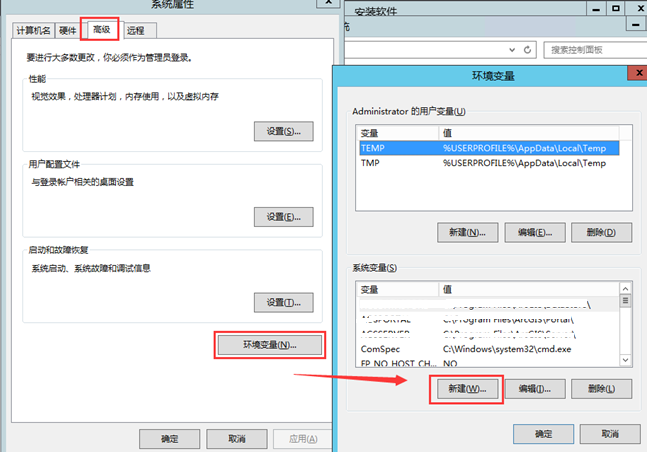 系统属性
计算机名 硬件 高级 远程
要进行大多数更改，你必须作为管理员登录。
性能
视觉效果，处理器计划，内存使用，以及虚拟内存
设置(S)...
用户配置文件
与登录帐户相关的桌面设置
设置(E)...
启动和故障恢复
系统启动、系统故障和调试信息
设置(T)...
环境变量(N)...
确定 取消 应用(A)
安装软件
搜索控制面板
环境变量
Administrator 的用户变量(U)
变量 值
TEMP %USERPROFILE%\AppData\Local\Temp
TMP %USERPROFILE%\AppData\Local\Temp
新建(N)... 编辑(E)... 删除(D)
系统变量(S)
变量 值
C:\Program Files\ArcGIS\Portal\
AGSSERVER C:\Program Files\ArcGIS\Server\
ComSpec C:\Windows\system32\cmd.exe
FP_NO_HOST_CH... NO
新建(W)... 编辑(I)... 删除(L)
确定 取消